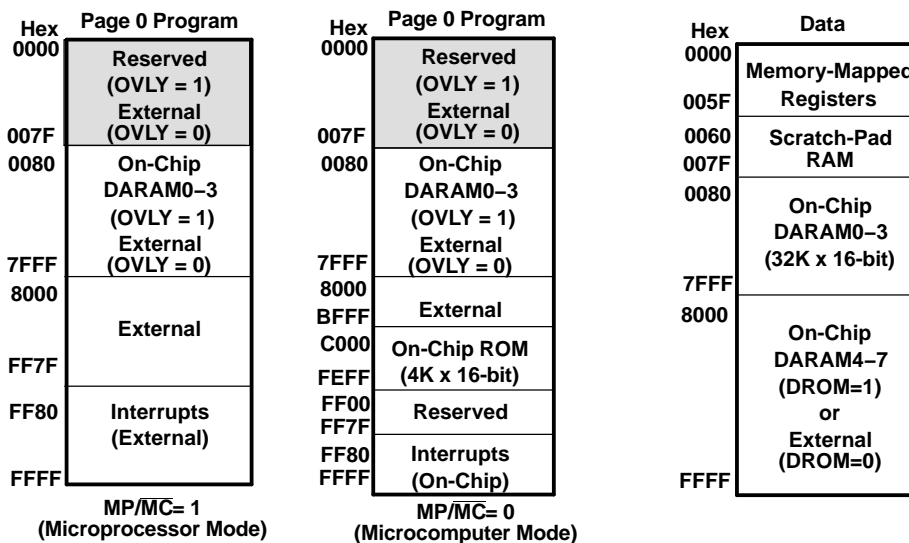 Hex
Page 0 Program
0000
Reserved
(OVLY = 1)
External
(OVLY = 0)
007F
0080
On-Chip
DARAM0–3
(OVLY = 1)
External
(OVLY = 0)
7FFF
8000
External
FF7F
FF80
Interrupts
(External)
FFFF
MP/MC= 1
(Microprocessor Mode)
Hex
Page 0 Program
0000
Reserved
(OVLY = 1)
External
(OVLY = 0)
007F
0080
On-Chip
DARAM0–3
(OVLY = 1)
External
(OVLY = 0)
7FFF
8000
External
BFFF
C000
On-Chip ROM
(4K x 16-bit)
FEFF
FF00
Reserved
FF7F
FF80
Interrupts
(On-Chip)
FFFF
MP/MC= 0
(Microcomputer Mode)
Hex
Data
0000
Memory-Mapped
Registers
005F
0060
Scratch-Pad
RAM
007F
0080
On-Chip
DARAM0–3
(32K x 16-bit)
7FFF
8000
On-Chip
DARAM4–7
(DROM=1)
or
External
(DROM=0)
FFFF